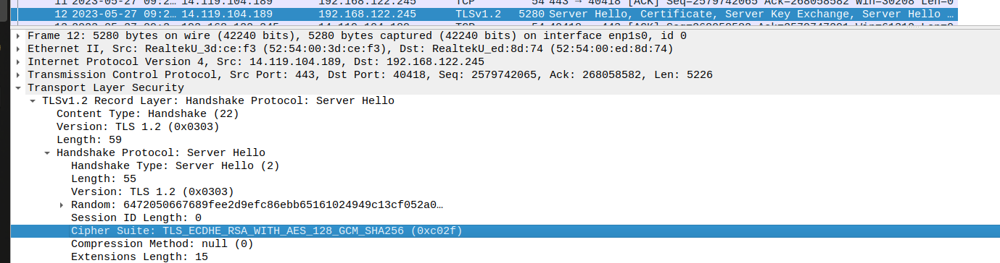 11 2023-05-27 09:2… 14.119.104.189 192.168.122.245 TCP 54 443 → 40418 [ACK] Seq=2579742065 Ack=268058582 Win=30208 Len=0
12 2023-05-27 09:2… 14.119.104.189 192.168.122.245 TLSv1.2 5280 Server Hello, Certificate, Server Key Exchange, Server Hello …
Frame 12: 5280 bytes on wire (42240 bits), 5280 bytes captured (42240 bits) on interface enp1s0, id 0
Ethernet II, Src: RealtekU_3d:ce:f3 (52:54:00:3d:ce:f3), Dst: RealtekU_ed:8d:74 (52:54:00:ed:8d:74)
Internet Protocol Version 4, Src: 14.119.104.189, Dst: 192.168.122.245
Transmission Control Protocol, Src Port: 443, Dst Port: 40418, Seq: 2579742065, Ack: 268058582, Len: 5226
Transport Layer Security
TLSv1.2 Record Layer: Handshake Protocol: Server Hello
Content Type: Handshake (22)
Version: TLS 1.2 (0x0303)
Length: 59
Handshake Protocol: Server Hello
Handshake Type: Server Hello (2)
Length: 55
Version: TLS 1.2 (0x0303)
Random: 6472050667689fee2d9efc86ebb65161024949c13cf052a0…
Session ID Length: 0
Cipher Suite: TLS_ECDHE_RSA_WITH_AES_128_GCM_SHA256 (0xc02f)
Compression Method: null (0)
Extensions Length: 15